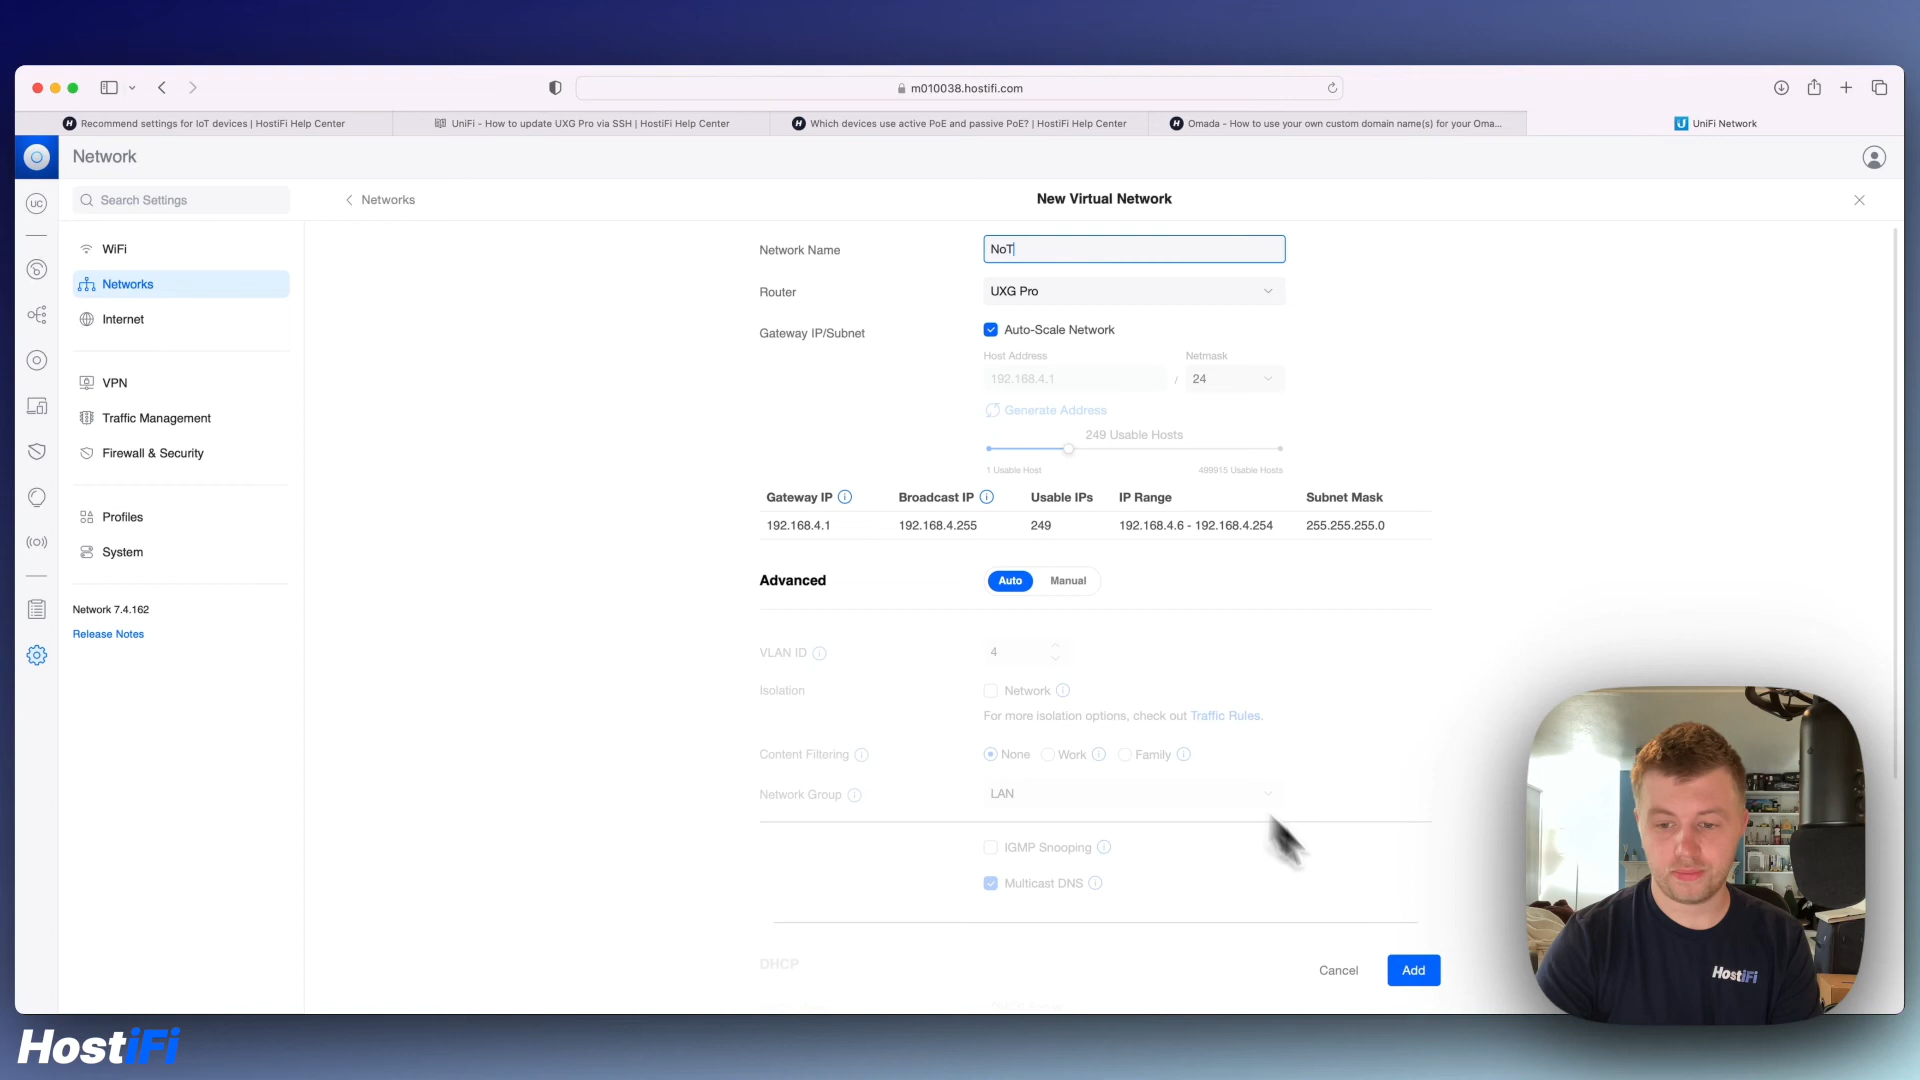 m010038.hostifi.com
Recommend settings for IoT devices | HostiFi Help Center
UniFi - How to update UXG Pro via SSH | HostiFi Help Center
Which devices use active PoE and passive PoE? | HostiFi Help Center
Omada - How to use your own custom domain name(s) for your Oma...
UniFi Network
Network
UC
Search Settings
Networks
New Virtual Network
WiFi
Networks
Internet
VPN
Traffic Management
Firewall & Security
Profiles
System
Network 7.4.162
Release Notes
Network Name
NoT
Router
UXG Pro
Gateway IP/Subnet
Auto-Scale Network
Host Address
Netmask
192.168.4.1
/
24
Generate Address
249 Usable Hosts
1 Usable Host
499915 Usable Hosts
Gateway IP Broadcast IP Usable IPs IP Range Subnet Mask
192.168.4.1 192.168.4.255 249 192.168.4.6 - 192.168.4.254 255.255.255.0
Advanced
Auto
Manual
VLAN ID
4
Isolation
Network
For more isolation options, check out Traffic Rules.
Content Filtering
None
Work
Family
Network Group
LAN
IGMP Snooping
Multicast DNS
DHCP
Cancel
Add
HostiFi
HostiFi